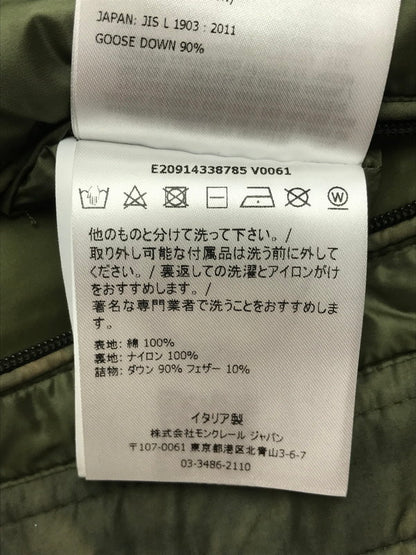 JAPAN: JIS L 1903 : 2011
GOOSE DOWN 90%
E20914338785 V0061
W
他のものと分けて洗って下さい。/
取り外し可能な付属品は洗う前に外して
ください。/ 裏返しての洗濯とアイロンがけ
をおすすめします。/
著名な専門業者で洗うことをおすすめしま
す。
表地: 綿 100%
裏地: ナイロン 100%
詰物: ダウン 90% フェザー 10%
イタリア製
株式会社モンクレール ジャパン
〒107-0061 東京都港区北青山3-6-7
03-3486-2110